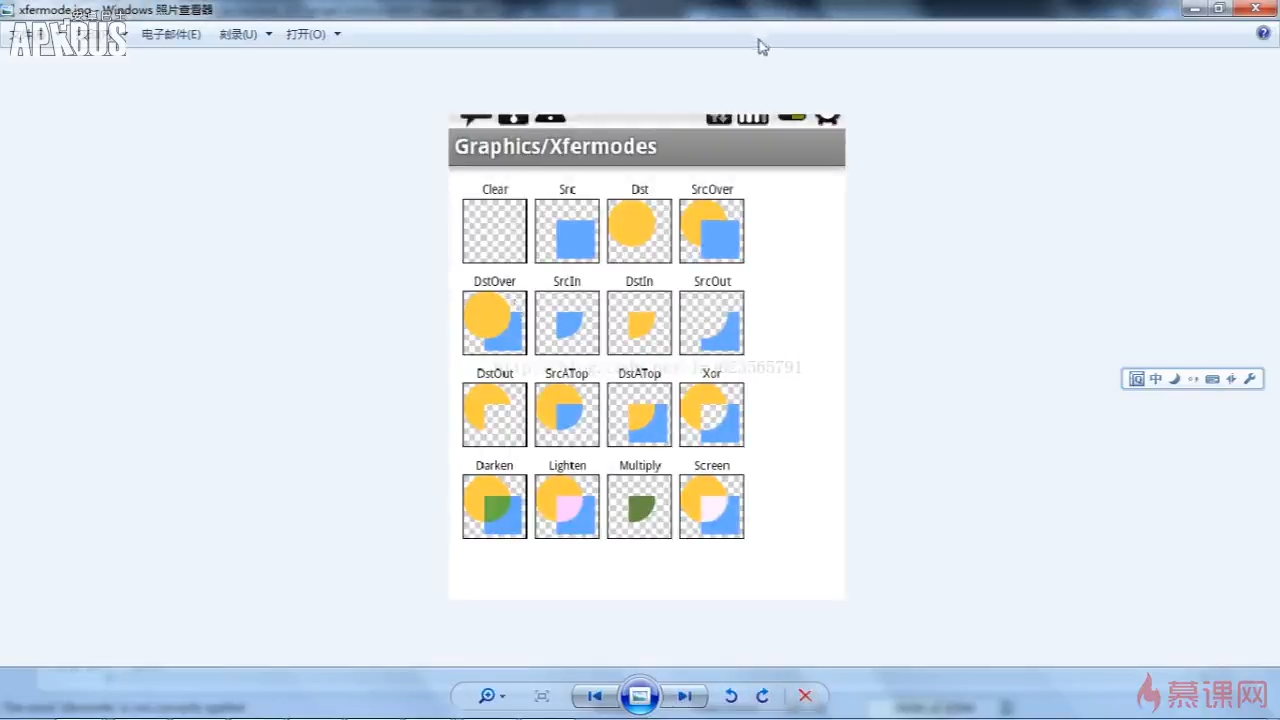 xfermode.jpg - Windows 照片查看器
APKBUS
电子邮件(E) 刻录(U) 打开(O)
Graphics/Xfermodes
Clear Src Dst SrcOver
DstOver SrcIn DstIn SrcOut
DstOut SrcATop DstATop Xor
Darken Lighten Multiply Screen
中
慕课网